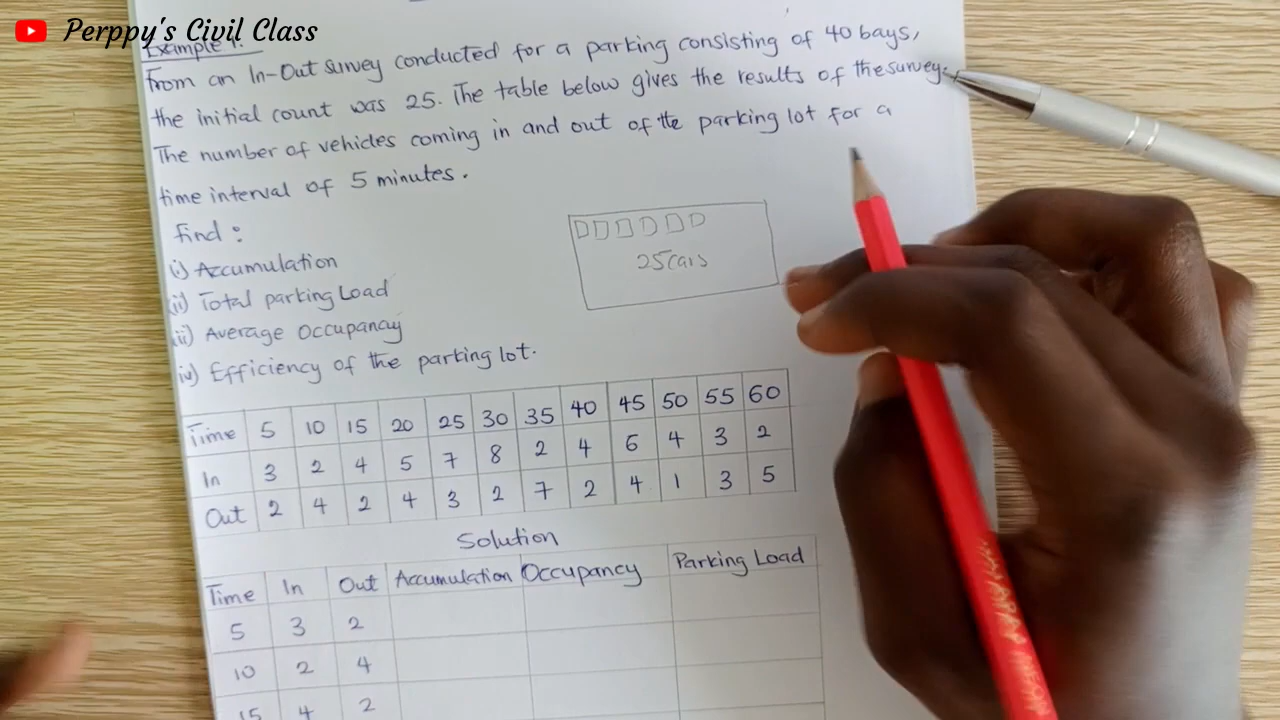 Perppy's Civil Class
Example 1:
From an In-Out survey conducted for a parking consisting of 40 bays,
the initial count was 25. The table below gives the results of the survey.
The number of vehicles coming in and out of the parking lot for a
time interval of 5 minutes.
Find:
(i) Accumulation
(ii) Total parking Load
(iii) Average Occupancy
(iv) Efficiency of the parking lot.
25 cars
Time 5 10 15 20 25 30 35 40 45 50 55 60
In 3 2 4 5 7 8 2 4 6 4 3 2
Out 2 4 2 4 3 2 7 2 4 1 3 5
Solution
Time In Out Accumulation Occupancy Parking Load
5 3 2
10 2 4
15 4 2